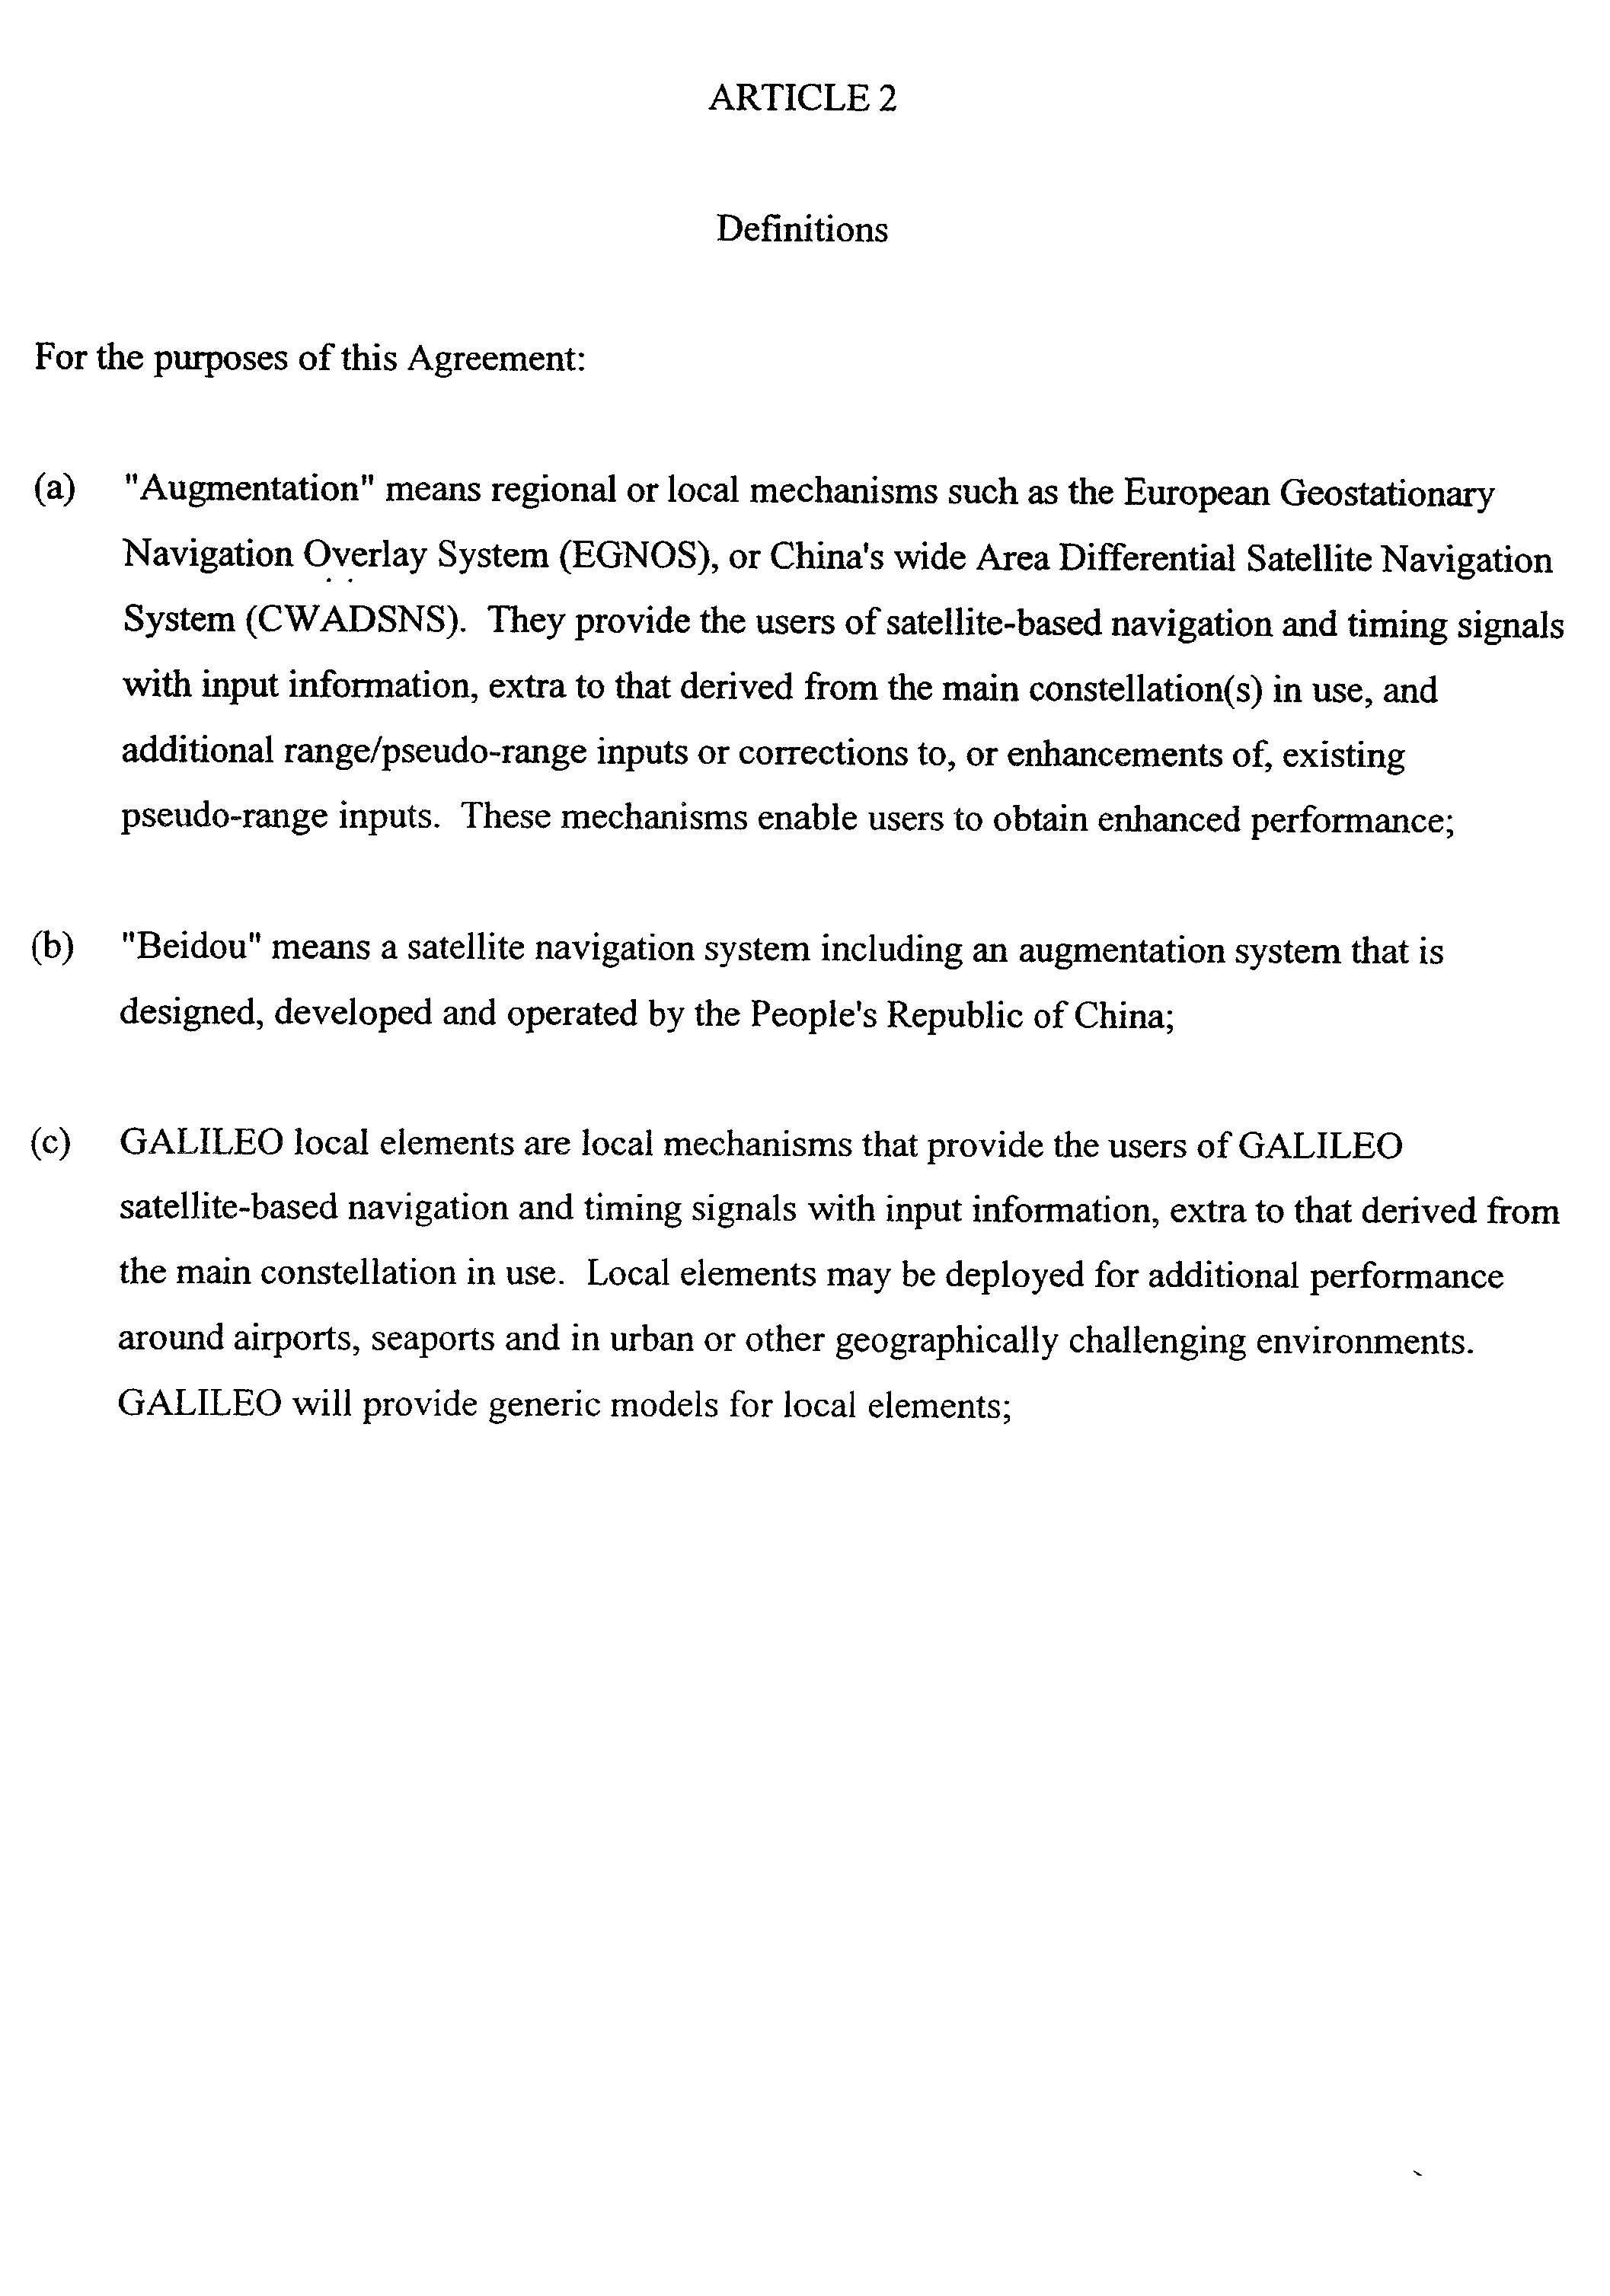 ARTICLE 2
Definitions
For the purposes of this Agreement:
(a) "Augmentation" means regional or local mechanisms such as the European Geostationary
Navigation Overlay System (EGNOS), or China's wide Area Differential Satellite Navigation
System (CWADSNS). They provide the users of satellite-based navigation and timing signals
with input information, extra to that derived from the main constellation(s) in use, and
additional range/pseudo-range inputs or corrections to, or enhancements of, existing
pseudo-range inputs. These mechanisms enable users to obtain enhanced performance;
(b) "Beidou" means a satellite navigation system including an augmentation system that is
designed, developed and operated by the People's Republic of China;
(c) GALILEO local elements are local mechanisms that provide the users of GALILEO
satellite-based navigation and timing signals with input information, extra to that derived from
the main constellation in use. Local elements may be deployed for additional performance
around airports, seaports and in urban or other geographically challenging environments.
GALILEO will provide generic models for local elements;